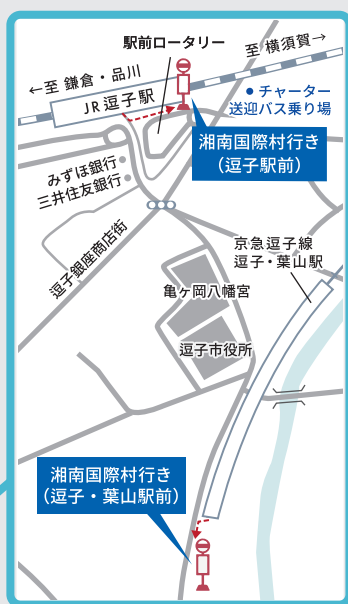 駅前ロータリー
至 横須賀→
←至 鎌倉・品川
JR 逗子駅
● チャーター
送迎バス乗り場
湘南国際村行き
（逗子駅前）
みずほ銀行
三井住友銀行
逗子銀座商店街
京急逗子線
逗子・葉山駅
亀ヶ岡八幡宮
逗子市役所
湘南国際村行き
（逗子・葉山駅前）